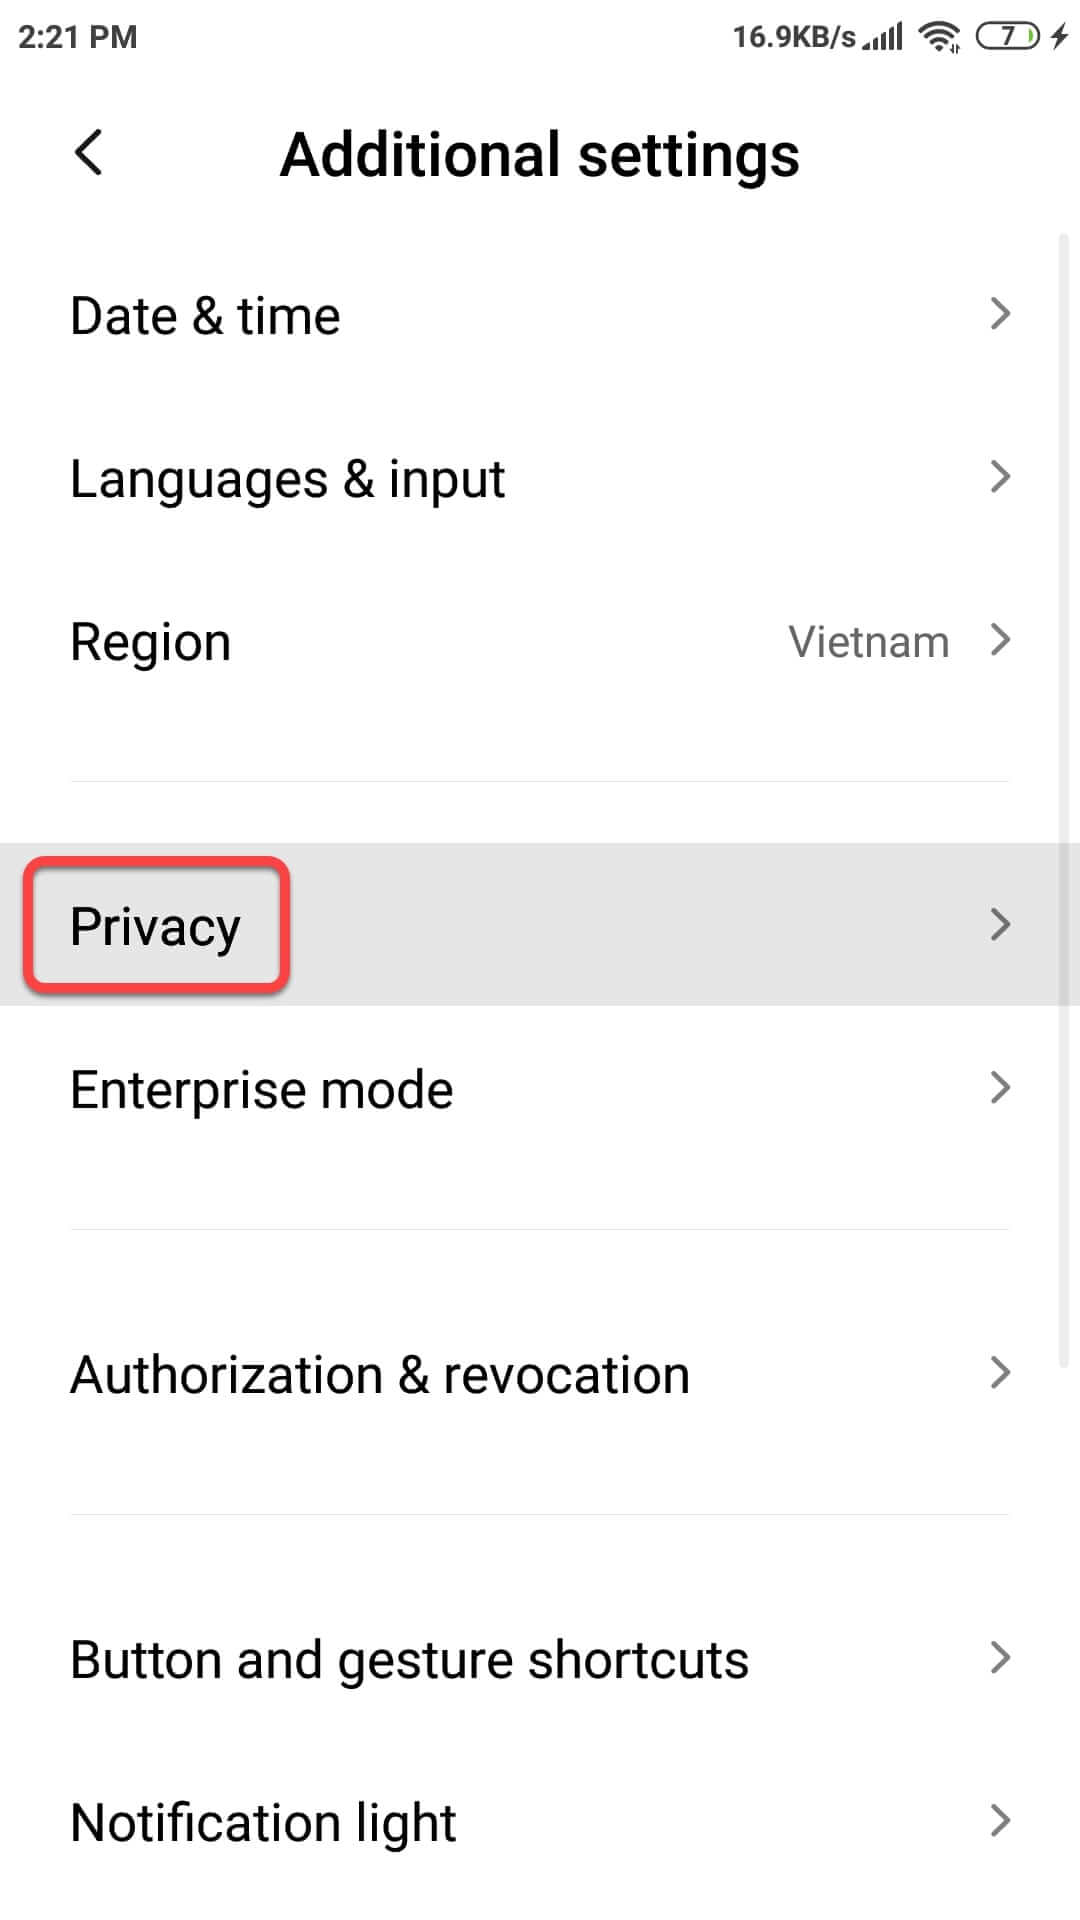 2:21 PM 16.9KB/s 7
Additional settings
Date & time
Languages & input
Region Vietnam
Privacy
Enterprise mode
Authorization & revocation
Button and gesture shortcuts
Notification light